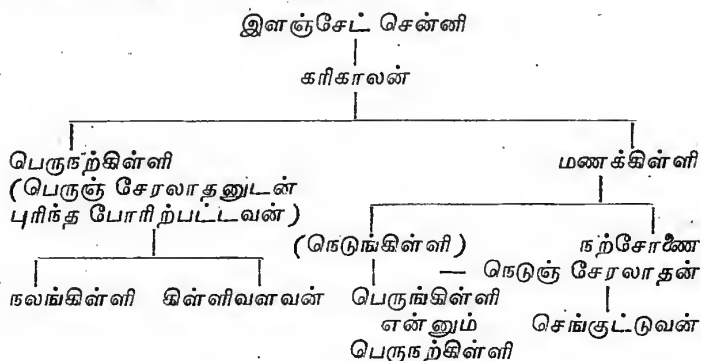 இளஞ்சேட் சென்னி
கரிகாலன்
பெருநற்கிள்ளி
(பெருஞ் சேரலாதனுடன்
புரிந்த போரிற்பட்டவன்)
மணக்கிள்ளி
நலங்கிள்ளி கிள்ளிவளவன்
(நெடுங்கிள்ளி) நற்சோணை
— நெடுஞ் சேரலாதன்
பெருங்கிள்ளி
என்னும்
பெருநற்கிள்ளி
செங்குட்டுவன்